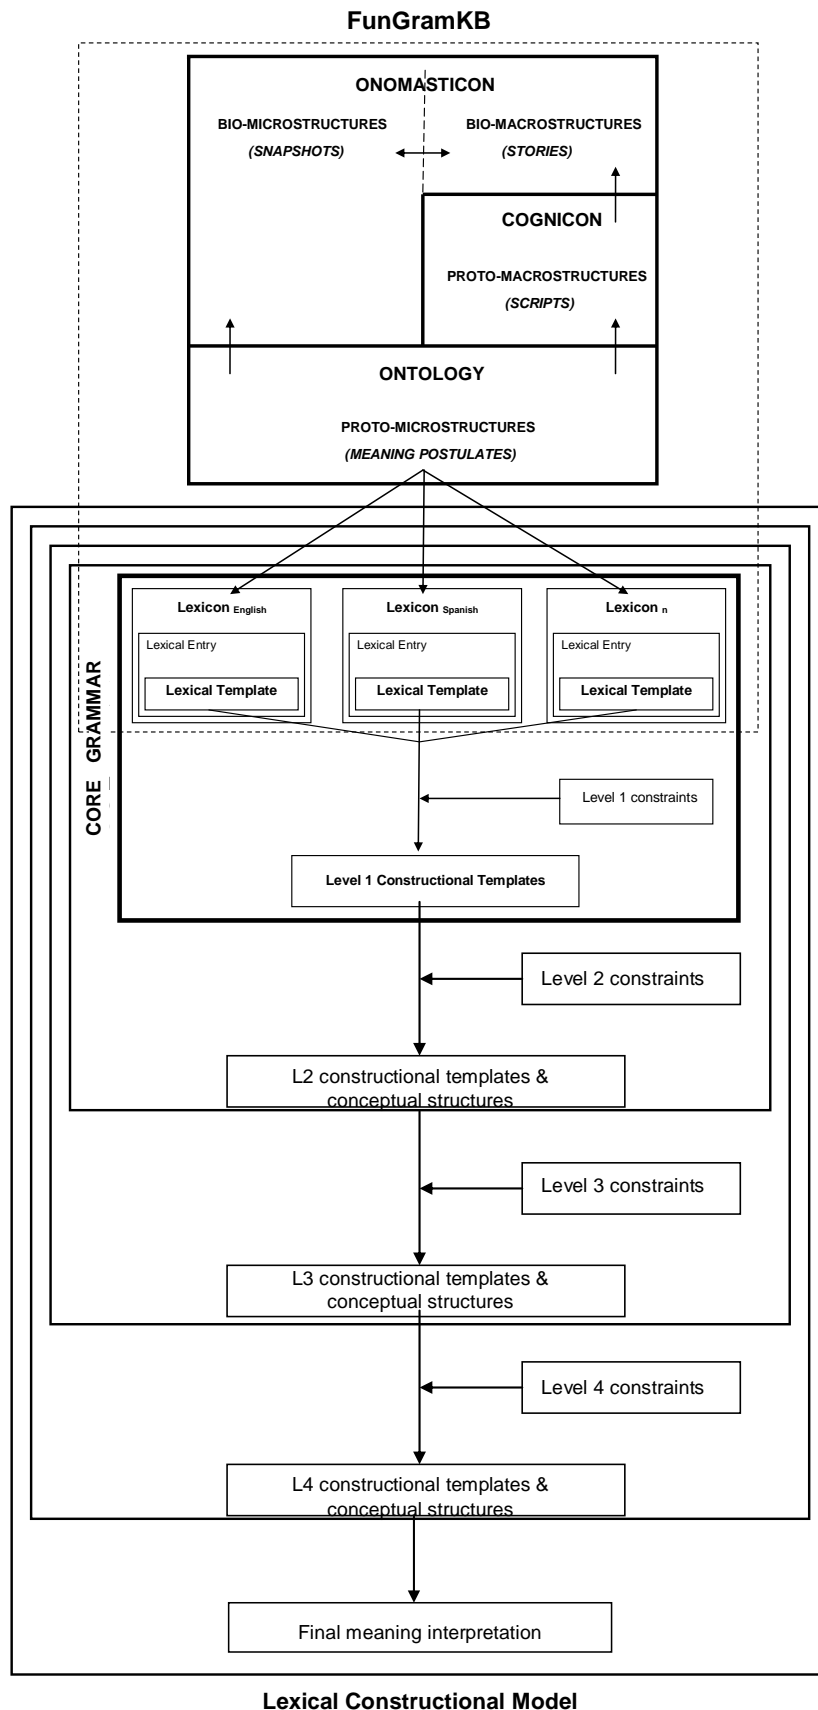 FunGramKB
ONOMASTICON
BIO-MICROSTRUCTURES
(SNAPSHOTS)
BIO-MACROSTRUCTURES
(STORIES)
COGNICON
PROTO-MACROSTRUCTURES
(SCRIPTS)
ONTOLOGY
PROTO-MICROSTRUCTURES
(MEANING POSTULATES)
Lexicon English
Lexical Entry
Lexical Template
Lexicon Spanish
Lexical Entry
Lexical Template
Lexicon n
Lexical Entry
Lexical Template
CORE GRAMMAR
Level 1 constraints
Level 1 Constructional Templates
Level 2 constraints
L2 constructional templates &
conceptual structures
Level 3 constraints
L3 constructional templates &
conceptual structures
Level 4 constraints
L4 constructional templates &
conceptual structures
Final meaning interpretation
Lexical Constructional Model